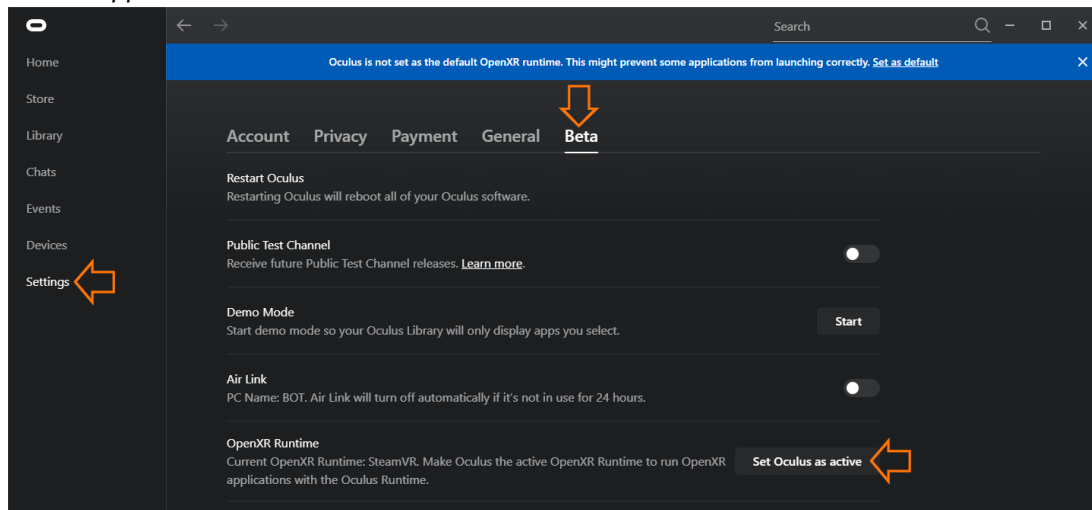 Search
Home
Oculus is not set as the default OpenXR runtime. This might prevent some applications from launching correctly. Set as default
Store
Library
Account Privacy Payment General Beta
Chats
Restart Oculus
Restarting Oculus will reboot all of your Oculus software.
Events
Devices
Public Test Channel
Receive future Public Test Channel releases. Learn more.
Settings
Demo Mode
Start demo mode so your Oculus Library will only display apps you select.
Start
Air Link
PC Name: BOT. Air Link will turn off automatically if it's not in use for 24 hours.
OpenXR Runtime
Current OpenXR Runtime: SteamVR. Make Oculus the active OpenXR Runtime to run OpenXR
applications with the Oculus Runtime.
Set Oculus as active